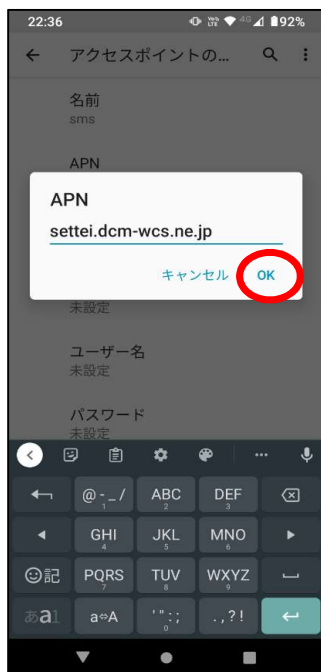 22:36
Vo)) LTE 4G 92%
アクセスポイントの...
名前
sms
APN
APN
settei.dcm-wcs.ne.jp
キャンセル OK
未設定
ユーザー名
未設定
パスワード
未設定
@-_/ ABC DEF
1 2 3
GHI JKL MNO
4 5 6
記 PQRS TUV WXYZ
7 8 9
あa1 a⇔A '":; .,?!
0